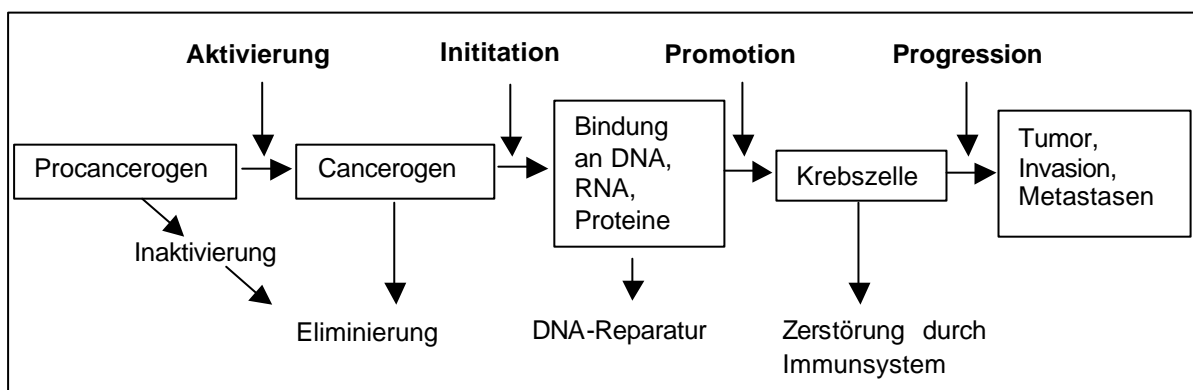 Aktivierung
Inititation
Promotion
Progression
Procancerogen
Cancerogen
Bindung
an DNA,
RNA,
Proteine
Krebszelle
Tumor,
Invasion,
Metastasen
Inaktivierung
Eliminierung
DNA-Reparatur
Zerstörung durch
Immunsystem